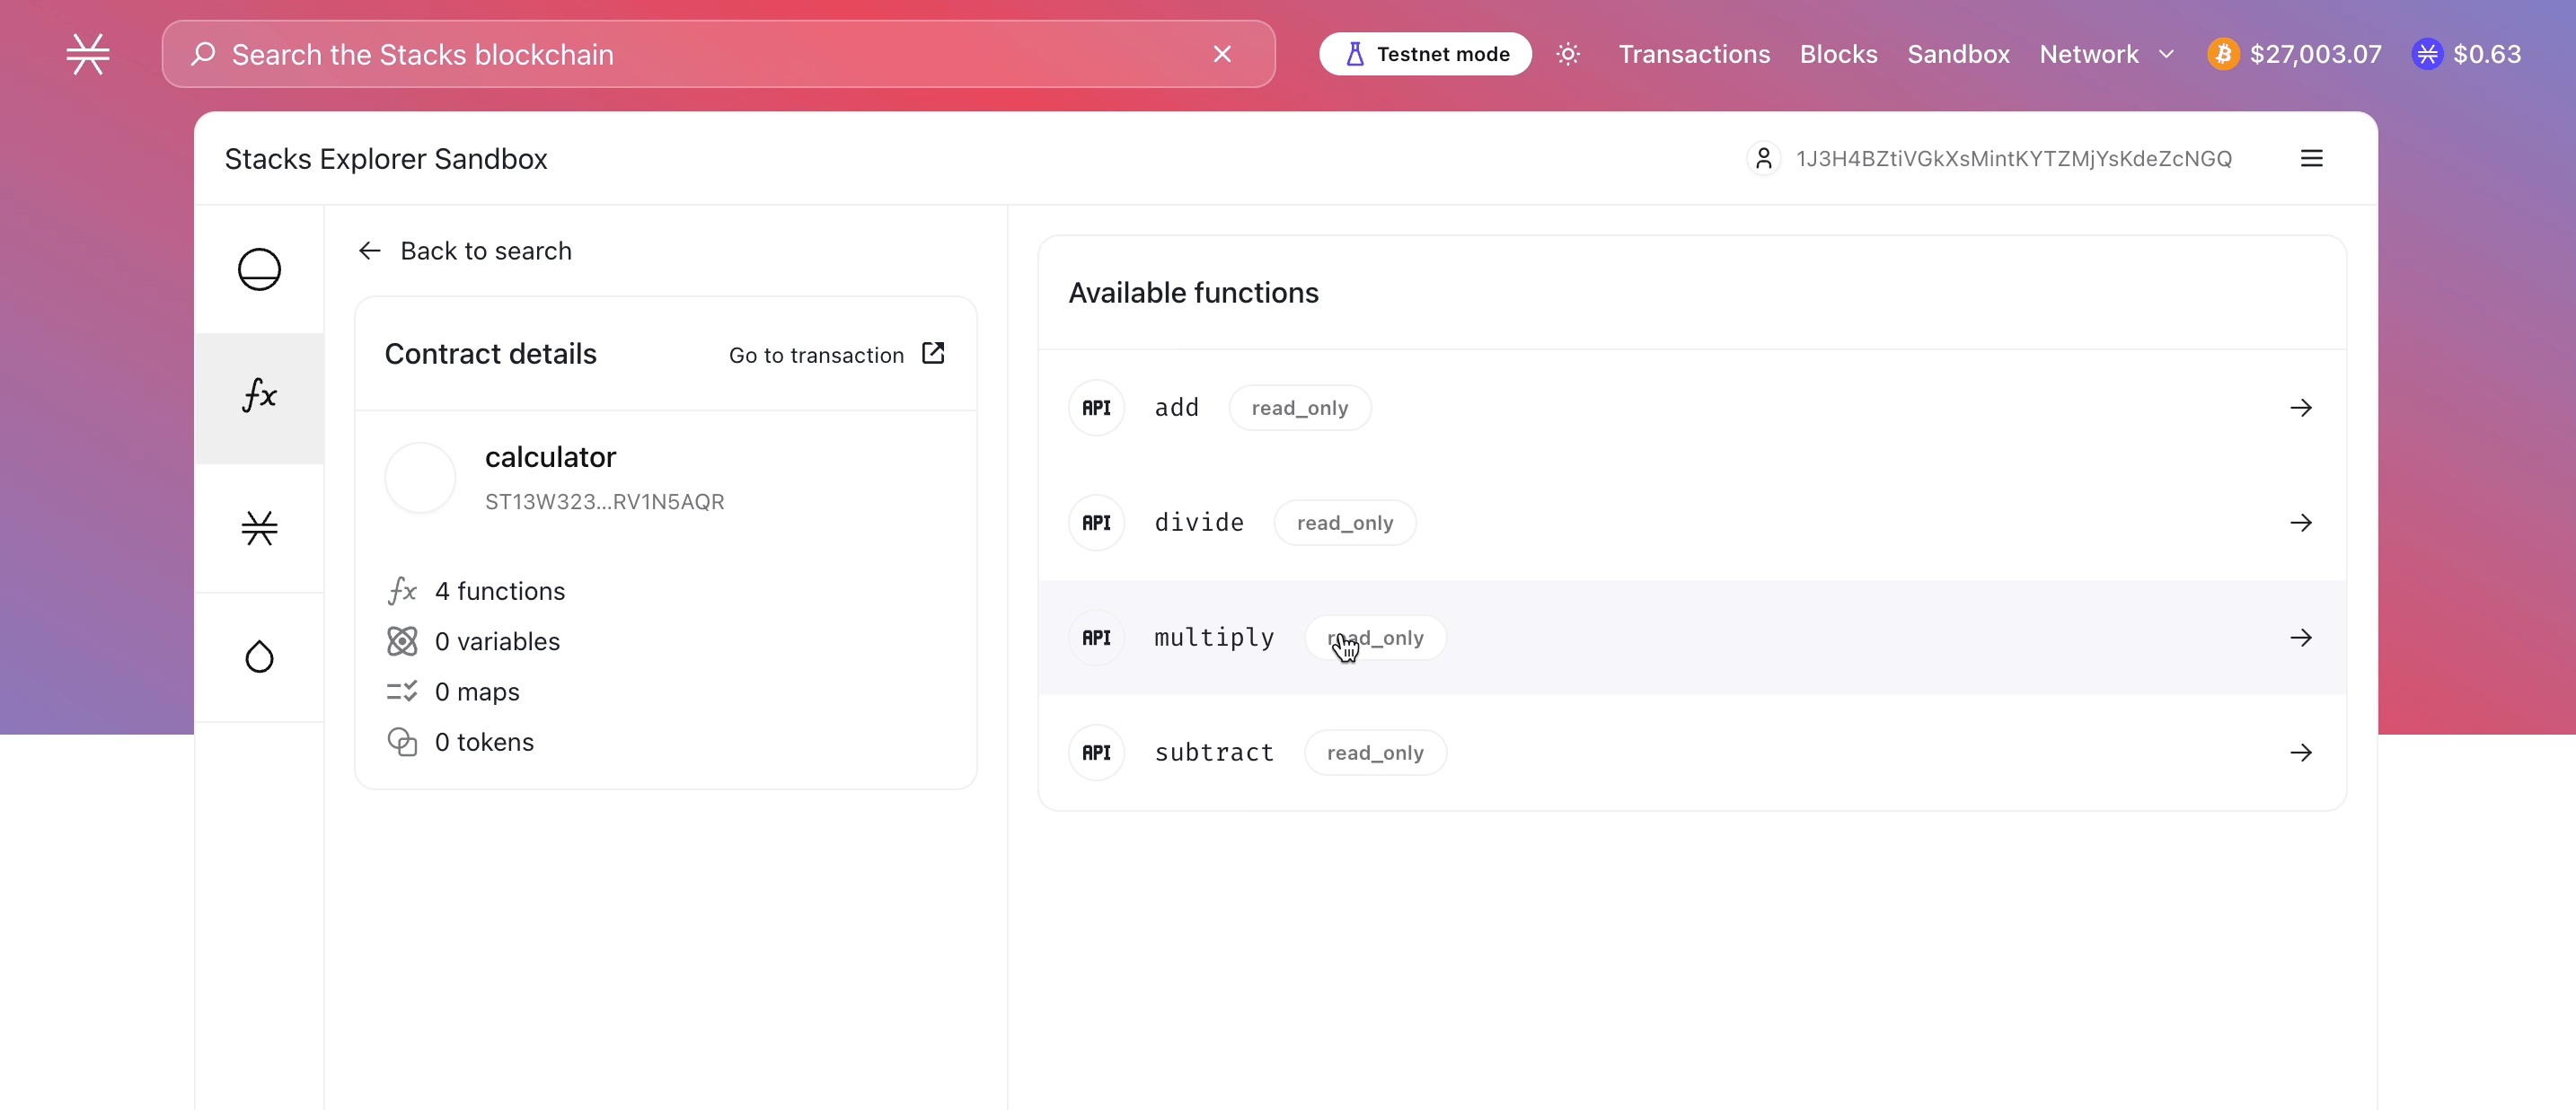 Search the Stacks blockchain
Testnet mode
Transactions
Blocks
Sandbox
Network
$27,003.07
$0.63
Stacks Explorer Sandbox
1J3H4BZtiVGkXsMintKYTZMjYsKdeZcNGQ
Back to search
Contract details
Go to transaction
calculator
ST13W323...RV1N5AQR
fx 4 functions
0 variables
0 maps
0 tokens
fx
Available functions
API add read_only
API divide read_only
API multiply read_only
API subtract read_only